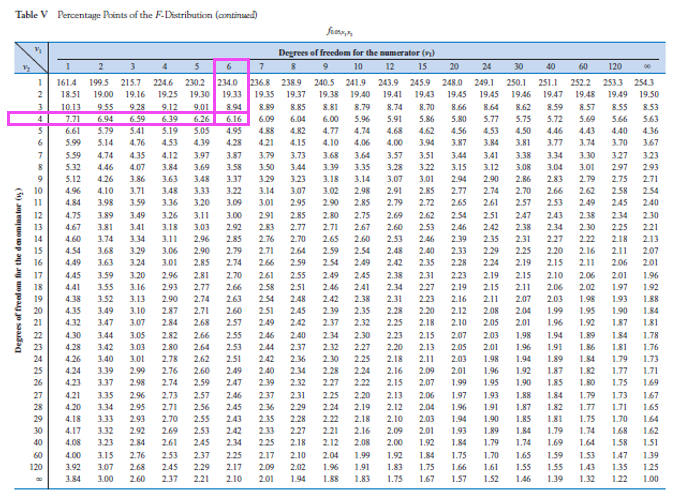 Table V Percentage Points of the F-Distribution (continued)
f0.05,v1,v2
v1 Degrees of freedom for the numerator (v1)
v2 1 2 3 4 5 6 7 8 9 10 12 15 20 24 30 40 60 120 ∞
Degrees of freedom for the denominator (v2)
1 161.4 199.5 215.7 224.6 230.2 234.0 236.8 238.9 240.5 241.9 243.9 245.9 248.0 249.1 250.1 251.1 252.2 253.3 254.3
2 18.51 19.00 19.16 19.25 19.30 19.33 19.35 19.37 19.38 19.40 19.41 19.43 19.45 19.45 19.46 19.47 19.48 19.49 19.50
3 10.13 9.55 9.28 9.12 9.01 8.94 8.89 8.85 8.81 8.79 8.74 8.70 8.66 8.64 8.62 8.59 8.57 8.55 8.53
4 7.71 6.94 6.59 6.39 6.26 6.16 6.09 6.04 6.00 5.96 5.91 5.86 5.80 5.77 5.75 5.72 5.69 5.66 5.63
5 6.61 5.79 5.41 5.19 5.05 4.95 4.88 4.82 4.77 4.74 4.68 4.62 4.56 4.53 4.50 4.46 4.43 4.40 4.36
6 5.99 5.14 4.76 4.53 4.39 4.28 4.21 4.15 4.10 4.06 4.00 3.94 3.87 3.84 3.81 3.77 3.74 3.70 3.67
7 5.59 4.74 4.35 4.12 3.97 3.87 3.79 3.73 3.68 3.64 3.57 3.51 3.44 3.41 3.38 3.34 3.30 3.27 3.23
8 5.32 4.46 4.07 3.84 3.69 3.58 3.50 3.44 3.39 3.35 3.28 3.22 3.15 3.12 3.08 3.04 3.01 2.97 2.93
9 5.12 4.26 3.86 3.63 3.48 3.37 3.29 3.23 3.18 3.14 3.07 3.01 2.94 2.90 2.86 2.83 2.79 2.75 2.71
10 4.96 4.10 3.71 3.48 3.33 3.22 3.14 3.07 3.02 2.98 2.91 2.85 2.77 2.74 2.70 2.66 2.62 2.58 2.54
11 4.84 3.98 3.59 3.36 3.20 3.09 3.01 2.95 2.90 2.85 2.79 2.72 2.65 2.61 2.57 2.53 2.49 2.45 2.40
12 4.75 3.89 3.49 3.26 3.11 3.00 2.91 2.85 2.80 2.75 2.69 2.62 2.54 2.51 2.47 2.43 2.38 2.34 2.30
13 4.67 3.81 3.41 3.18 3.03 2.92 2.83 2.77 2.71 2.67 2.60 2.53 2.46 2.42 2.38 2.34 2.30 2.25 2.21
14 4.60 3.74 3.34 3.11 2.96 2.85 2.76 2.70 2.65 2.60 2.53 2.46 2.39 2.35 2.31 2.27 2.22 2.18 2.13
15 4.54 3.68 3.29 3.06 2.90 2.79 2.71 2.64 2.59 2.54 2.48 2.40 2.33 2.29 2.25 2.20 2.16 2.11 2.07
16 4.49 3.63 3.24 3.01 2.85 2.74 2.66 2.59 2.54 2.49 2.42 2.35 2.28 2.24 2.19 2.15 2.11 2.06 2.01
17 4.45 3.59 3.20 2.96 2.81 2.70 2.61 2.55 2.49 2.45 2.38 2.31 2.23 2.19 2.15 2.10 2.06 2.01 1.96
18 4.41 3.55 3.16 2.93 2.77 2.66 2.58 2.51 2.46 2.41 2.34 2.27 2.19 2.15 2.11 2.06 2.02 1.97 1.92
19 4.38 3.52 3.13 2.90 2.74 2.63 2.54 2.48 2.42 2.38 2.31 2.23 2.16 2.11 2.07 2.03 1.98 1.93 1.88
20 4.35 3.49 3.10 2.87 2.71 2.60 2.51 2.45 2.39 2.35 2.28 2.20 2.12 2.08 2.04 1.99 1.95 1.90 1.84
21 4.32 3.47 3.07 2.84 2.68 2.57 2.49 2.42 2.37 2.32 2.25 2.18 2.10 2.05 2.01 1.96 1.92 1.87 1.81
22 4.30 3.44 3.05 2.82 2.66 2.55 2.46 2.40 2.34 2.30 2.23 2.15 2.07 2.03 1.98 1.94 1.89 1.84 1.78
23 4.28 3.42 3.03 2.80 2.64 2.53 2.44 2.37 2.32 2.27 2.20 2.13 2.05 2.01 1.96 1.91 1.86 1.81 1.76
24 4.26 3.40 3.01 2.78 2.62 2.51 2.42 2.36 2.30 2.25 2.18 2.11 2.03 1.98 1.94 1.89 1.84 1.79 1.73
25 4.24 3.39 2.99 2.76 2.60 2.49 2.40 2.34 2.28 2.24 2.16 2.09 2.01 1.96 1.92 1.87 1.82 1.77 1.71
26 4.23 3.37 2.98 2.74 2.59 2.47 2.39 2.32 2.27 2.22 2.15 2.07 1.99 1.95 1.90 1.85 1.80 1.75 1.69
27 4.21 3.35 2.96 2.73 2.57 2.46 2.37 2.31 2.25 2.20 2.13 2.06 1.97 1.93 1.88 1.84 1.79 1.73 1.67
28 4.20 3.34 2.95 2.71 2.56 2.45 2.36 2.29 2.24 2.19 2.12 2.04 1.96 1.91 1.87 1.82 1.77 1.71 1.65
29 4.18 3.33 2.93 2.70 2.55 2.43 2.35 2.28 2.22 2.18 2.10 2.03 1.94 1.90 1.85 1.81 1.75 1.70 1.64
30 4.17 3.32 2.92 2.69 2.53 2.42 2.33 2.27 2.21 2.16 2.09 2.01 1.93 1.89 1.84 1.79 1.74 1.68 1.62
40 4.08 3.23 2.84 2.61 2.45 2.34 2.25 2.18 2.12 2.08 2.00 1.92 1.84 1.79 1.74 1.69 1.64 1.58 1.51
60 4.00 3.15 2.76 2.53 2.37 2.25 2.17 2.10 2.04 1.99 1.92 1.84 1.75 1.70 1.65 1.59 1.53 1.47 1.39
120 3.92 3.07 2.68 2.45 2.29 2.17 2.09 2.02 1.96 1.91 1.83 1.75 1.66 1.61 1.55 1.55 1.43 1.35 1.25
∞ 3.84 3.00 2.60 2.37 2.21 2.10 2.01 1.94 1.88 1.83 1.75 1.67 1.57 1.52 1.46 1.39 1.32 1.22 1.00